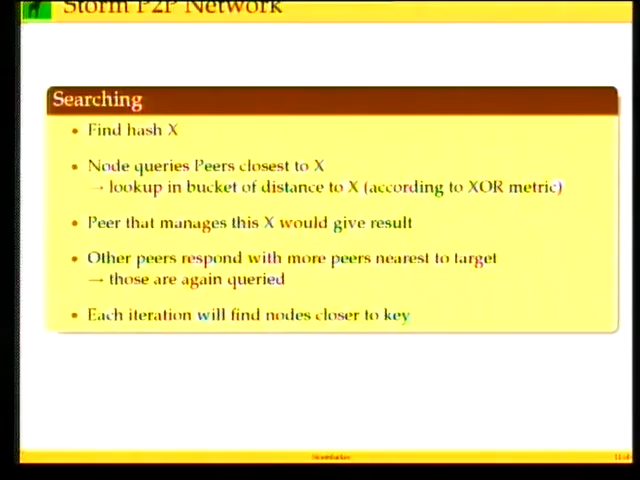 Storm P2P Network
Searching
• Find hash X
• Node queries Peers closest to X
→ lookup in bucket of distance to X (according to XOR metric)
• Peer that manages this X would give result
• Other peers respond with more peers nearest to target
→ those are again queried
• Each iteration will find nodes closer to key